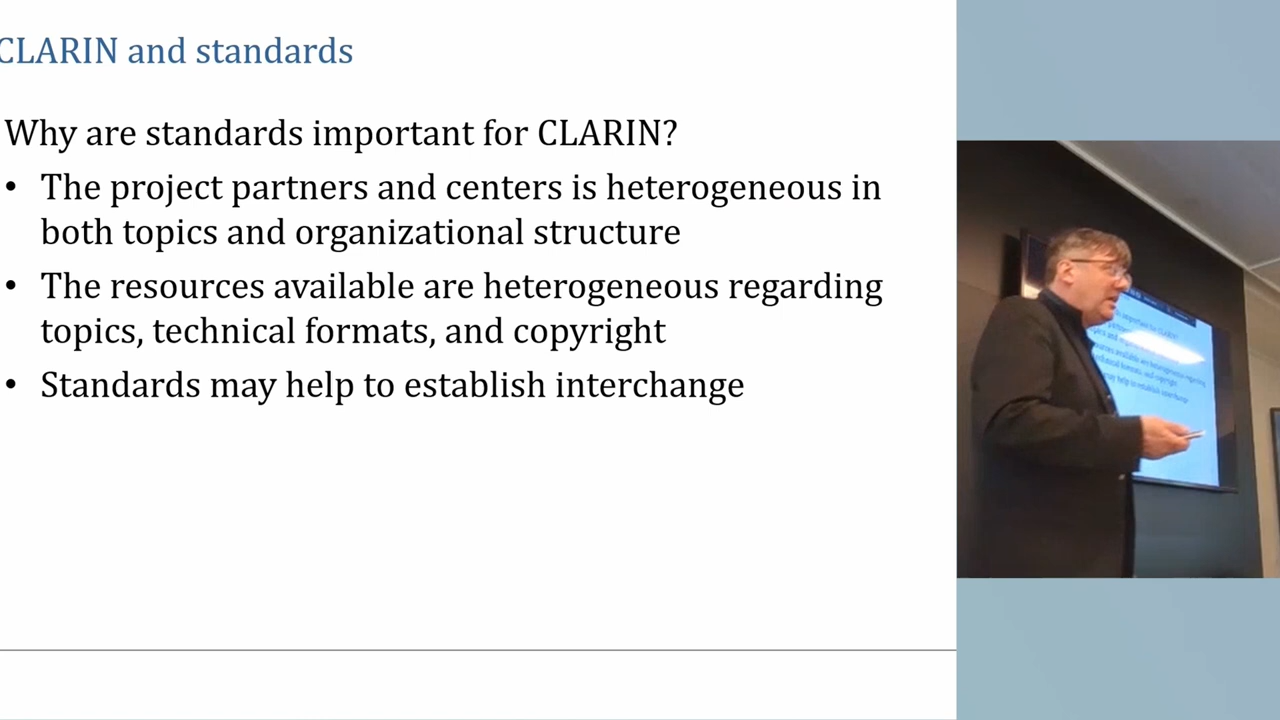 CLARIN and standards
Why are standards important for CLARIN?
• The project partners and centers is heterogeneous in
both topics and organizational structure
• The resources available are heterogeneous regarding
topics, technical formats, and copyright
• Standards may help to establish interchange